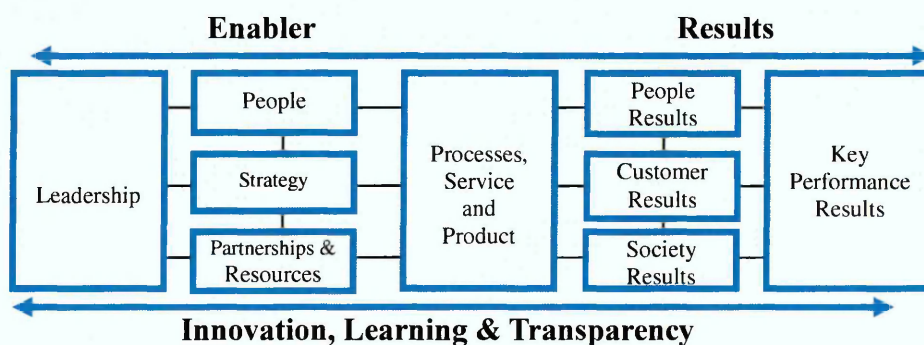 Enabler
Results
Leadership
People
Strategy
Partnerships &
Resources
Processes,
Service
and
Product
People
Results
Customer
Results
Society
Results
Key
Performance
Results
Innovation, Learning & Transparency